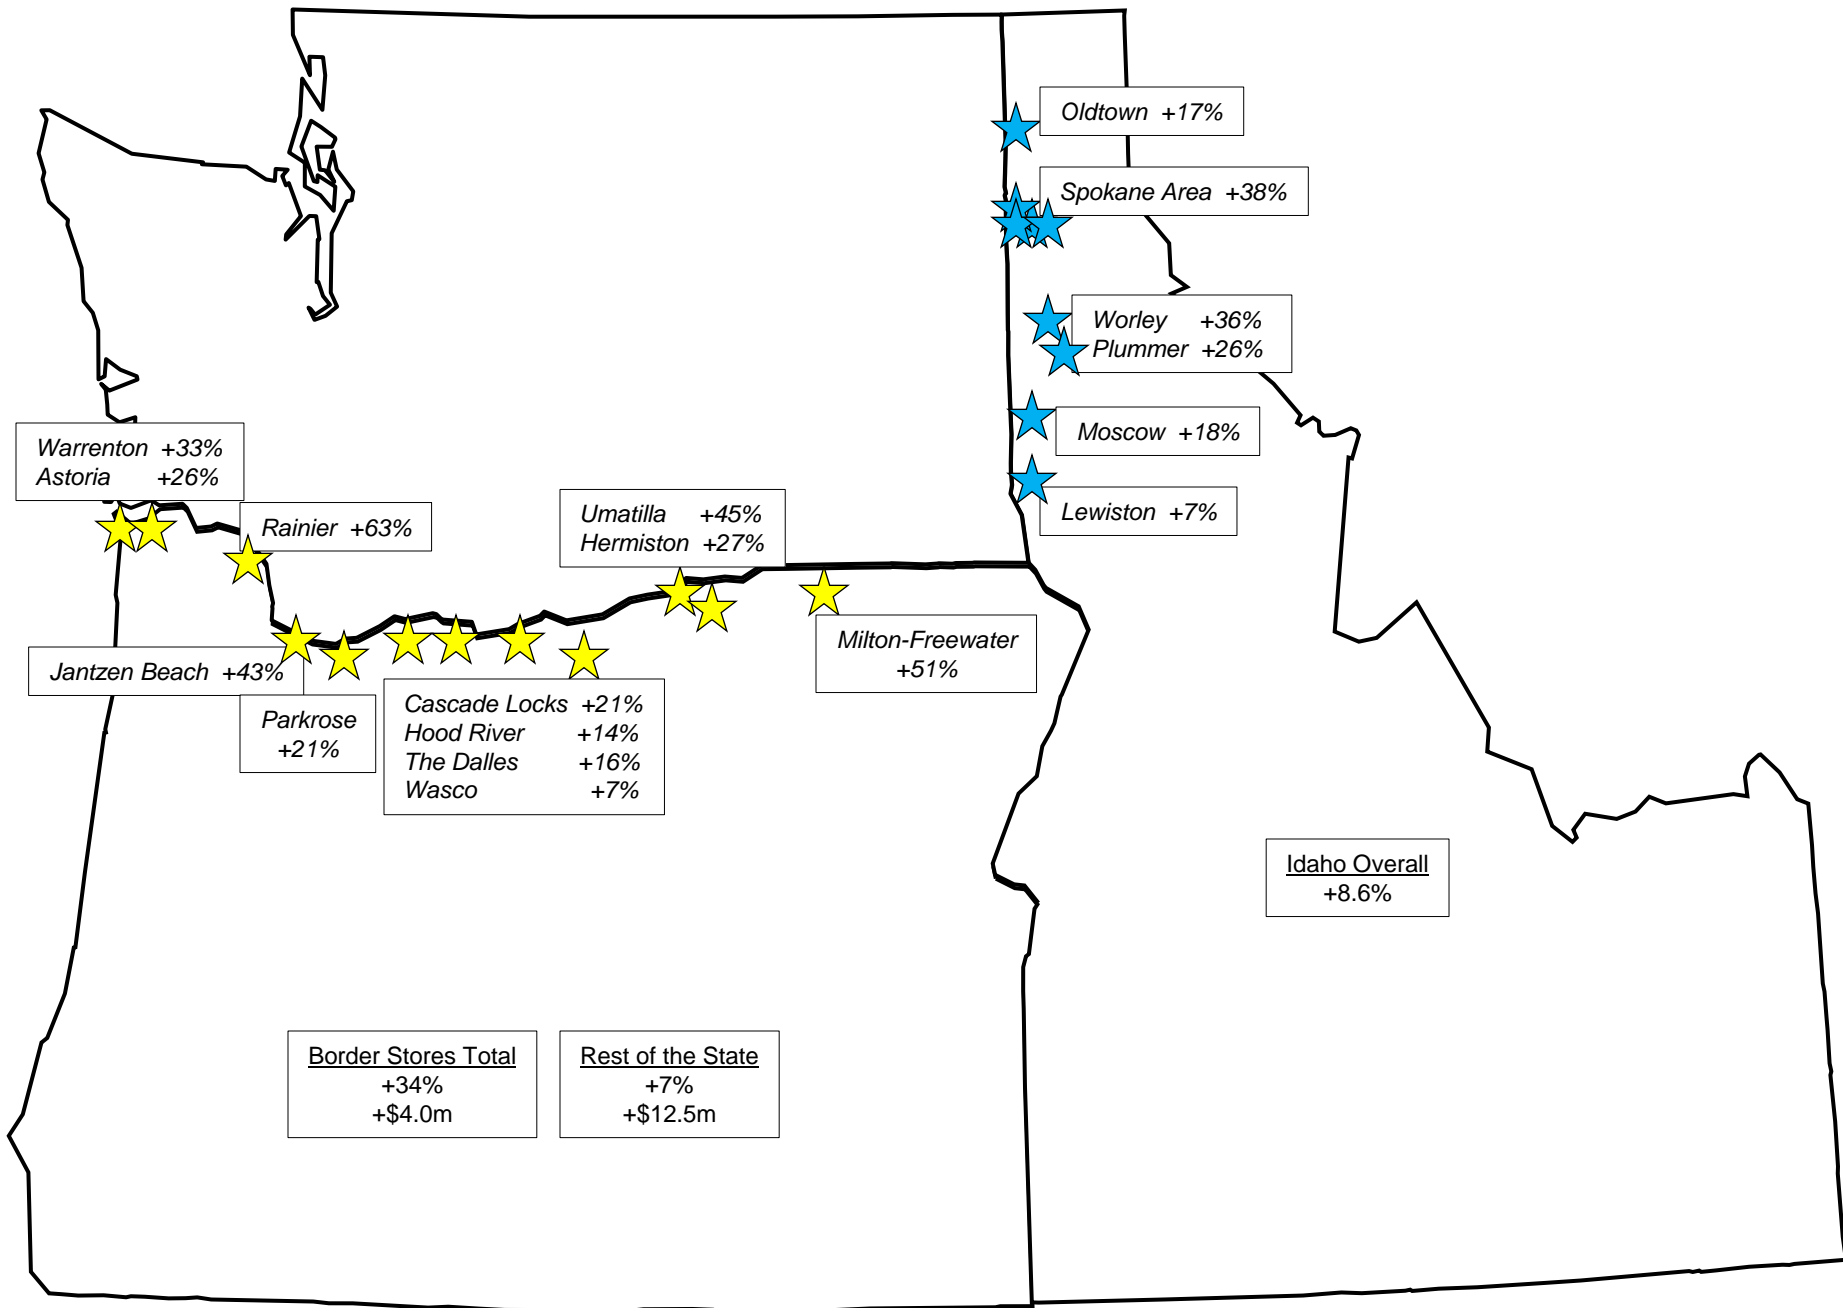 Oldtown +17%
Spokane Area +38%
Worley +36%
Plummer +26%
Moscow +18%
Lewiston +7%
Warrenton +33%
Astoria +26%
Rainier +63%
Umatilla +45%
Hermiston +27%
Milton-Freewater
+51%
Jantzen Beach +43%
Parkrose
+21%
Cascade Locks +21%
Hood River +14%
The Dalles +16%
Wasco +7%
Idaho Overall
+8.6%
Border Stores Total
+34%
+$4.0m
Rest of the State
+7%
+$12.5m